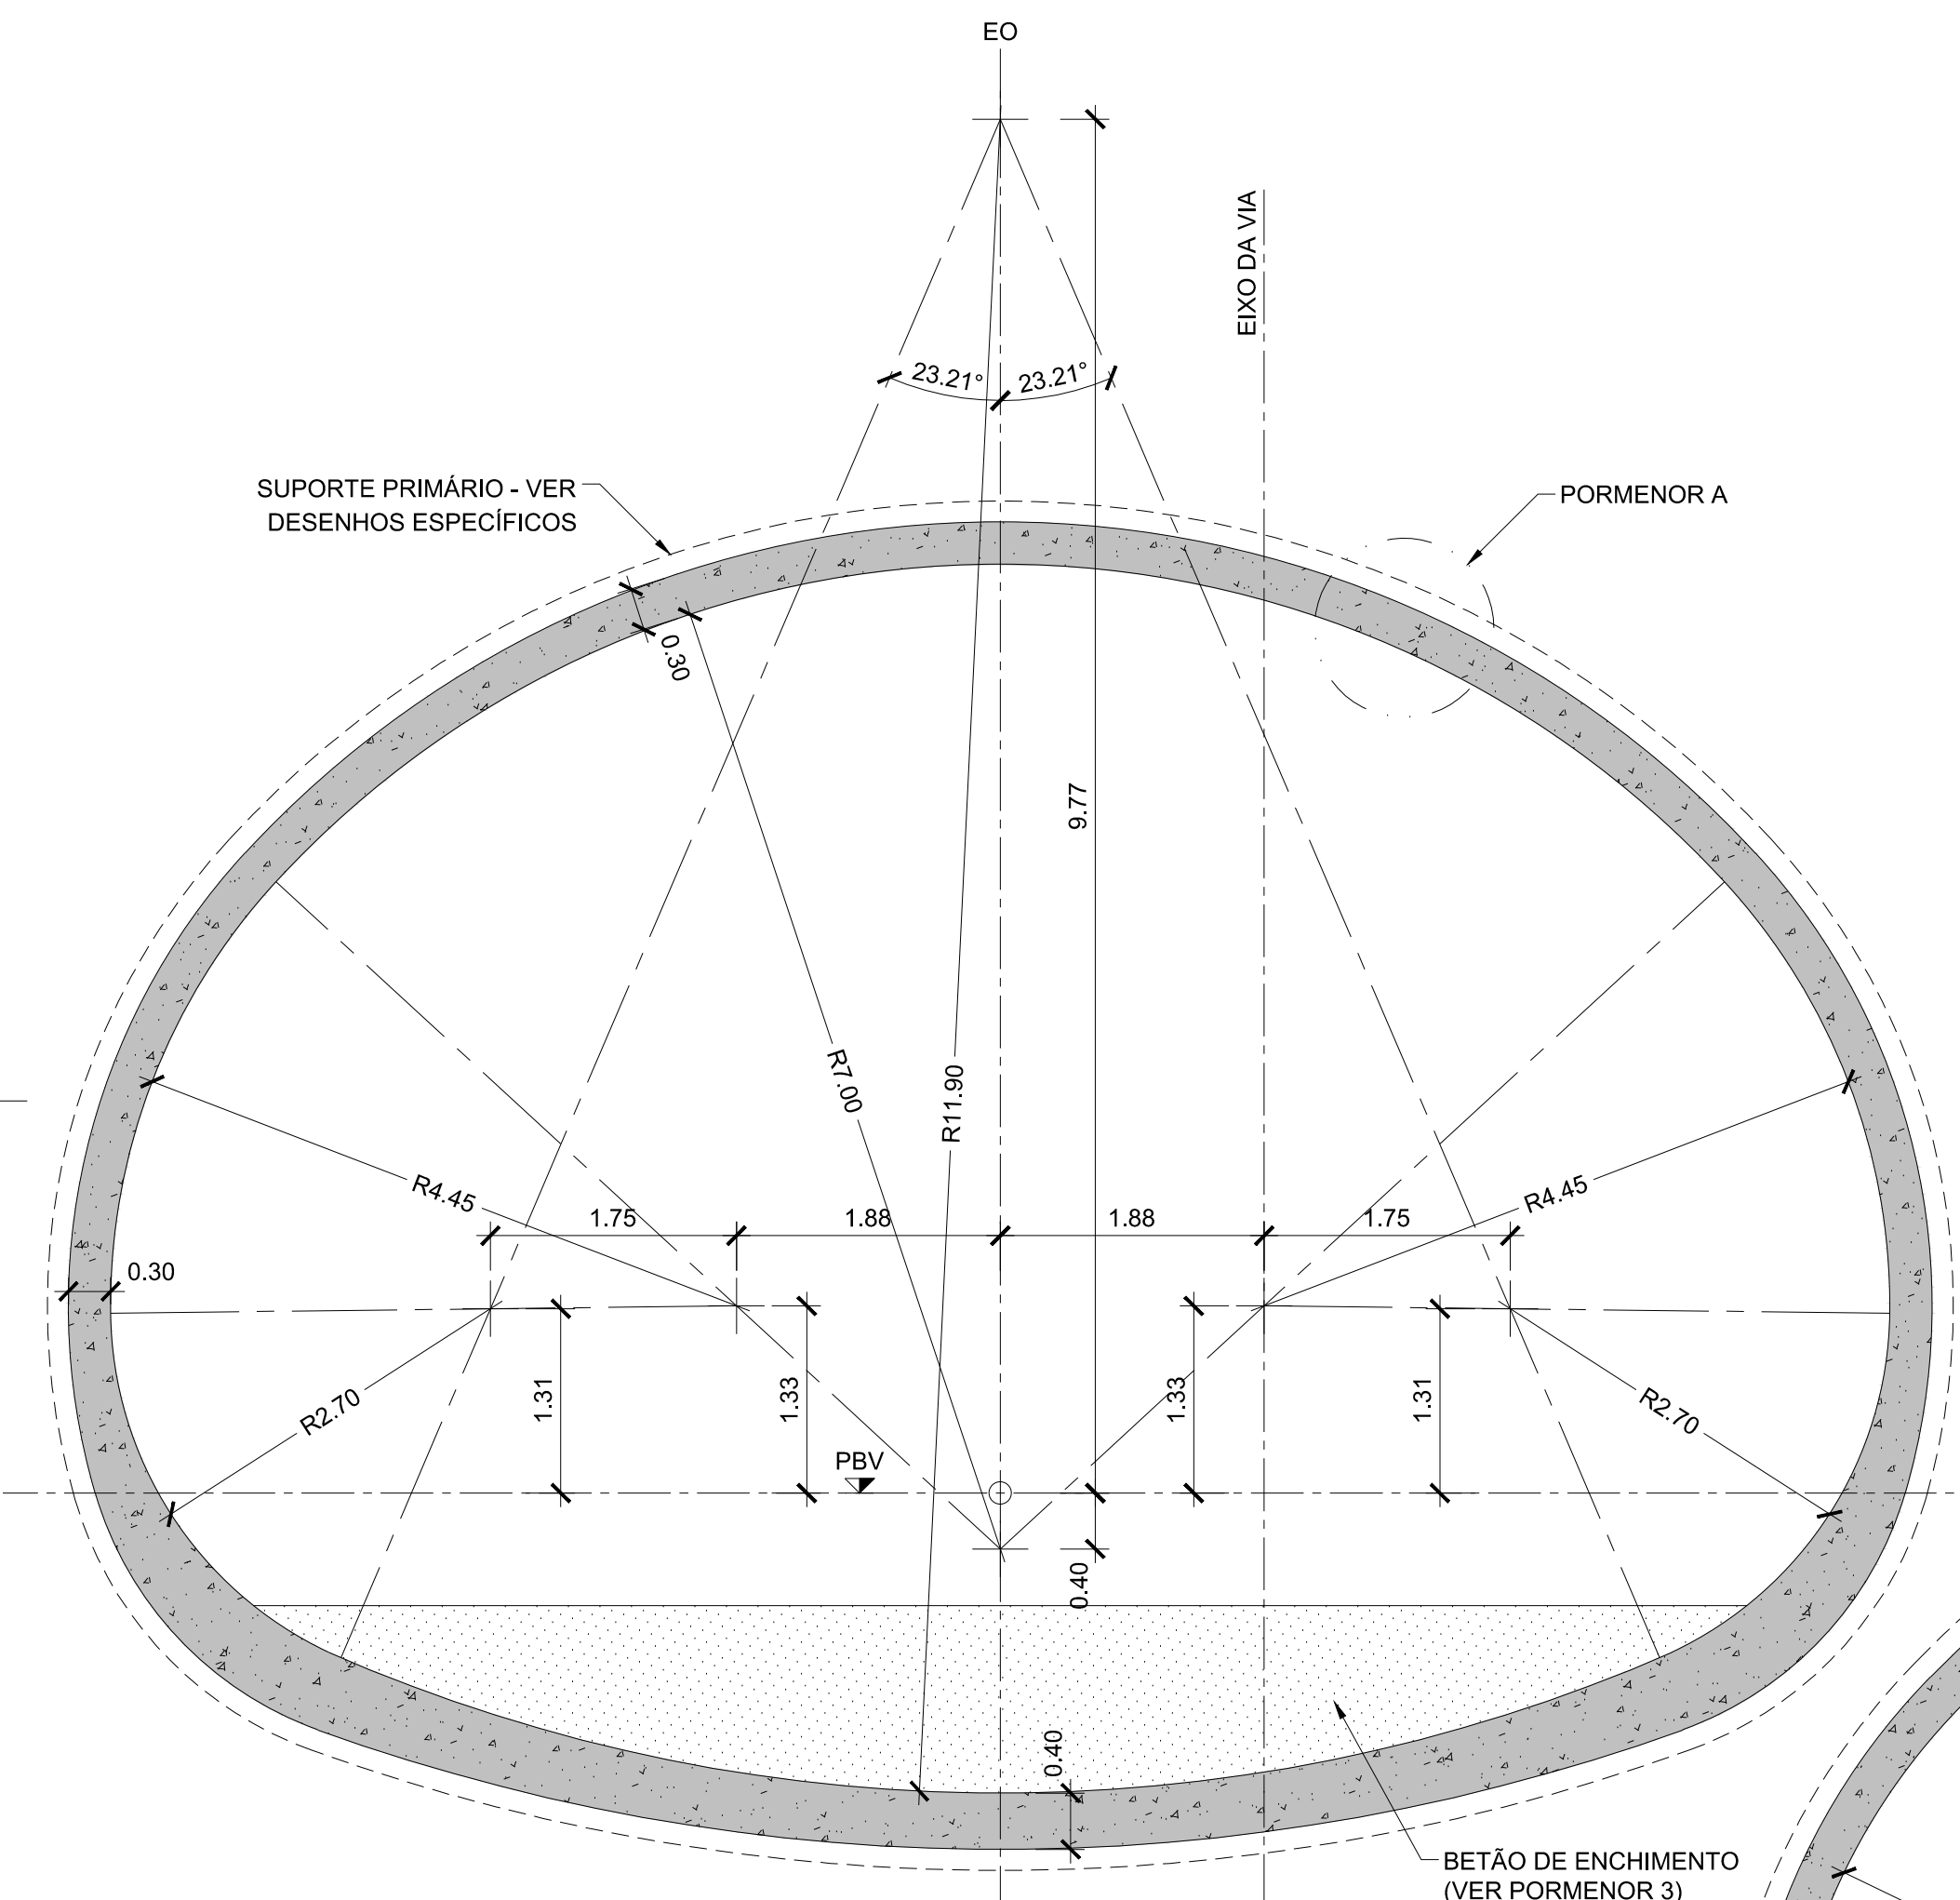 EO
EIXO DA VIA
23.21°
23.21°
SUPORTE PRIMÁRIO - VER
DESENHOS ESPECÍFICOS
PORMENOR A
0.30
9.77
R7.00
R11.90
R4.45
R4.45
1.75
1.88
1.88
1.75
0.30
1.31
1.33
1.33
1.31
R2.70
R2.70
PBV
0.40
0.40
BETÃO DE ENCHIMENTO
(VER PORMENOR 3)